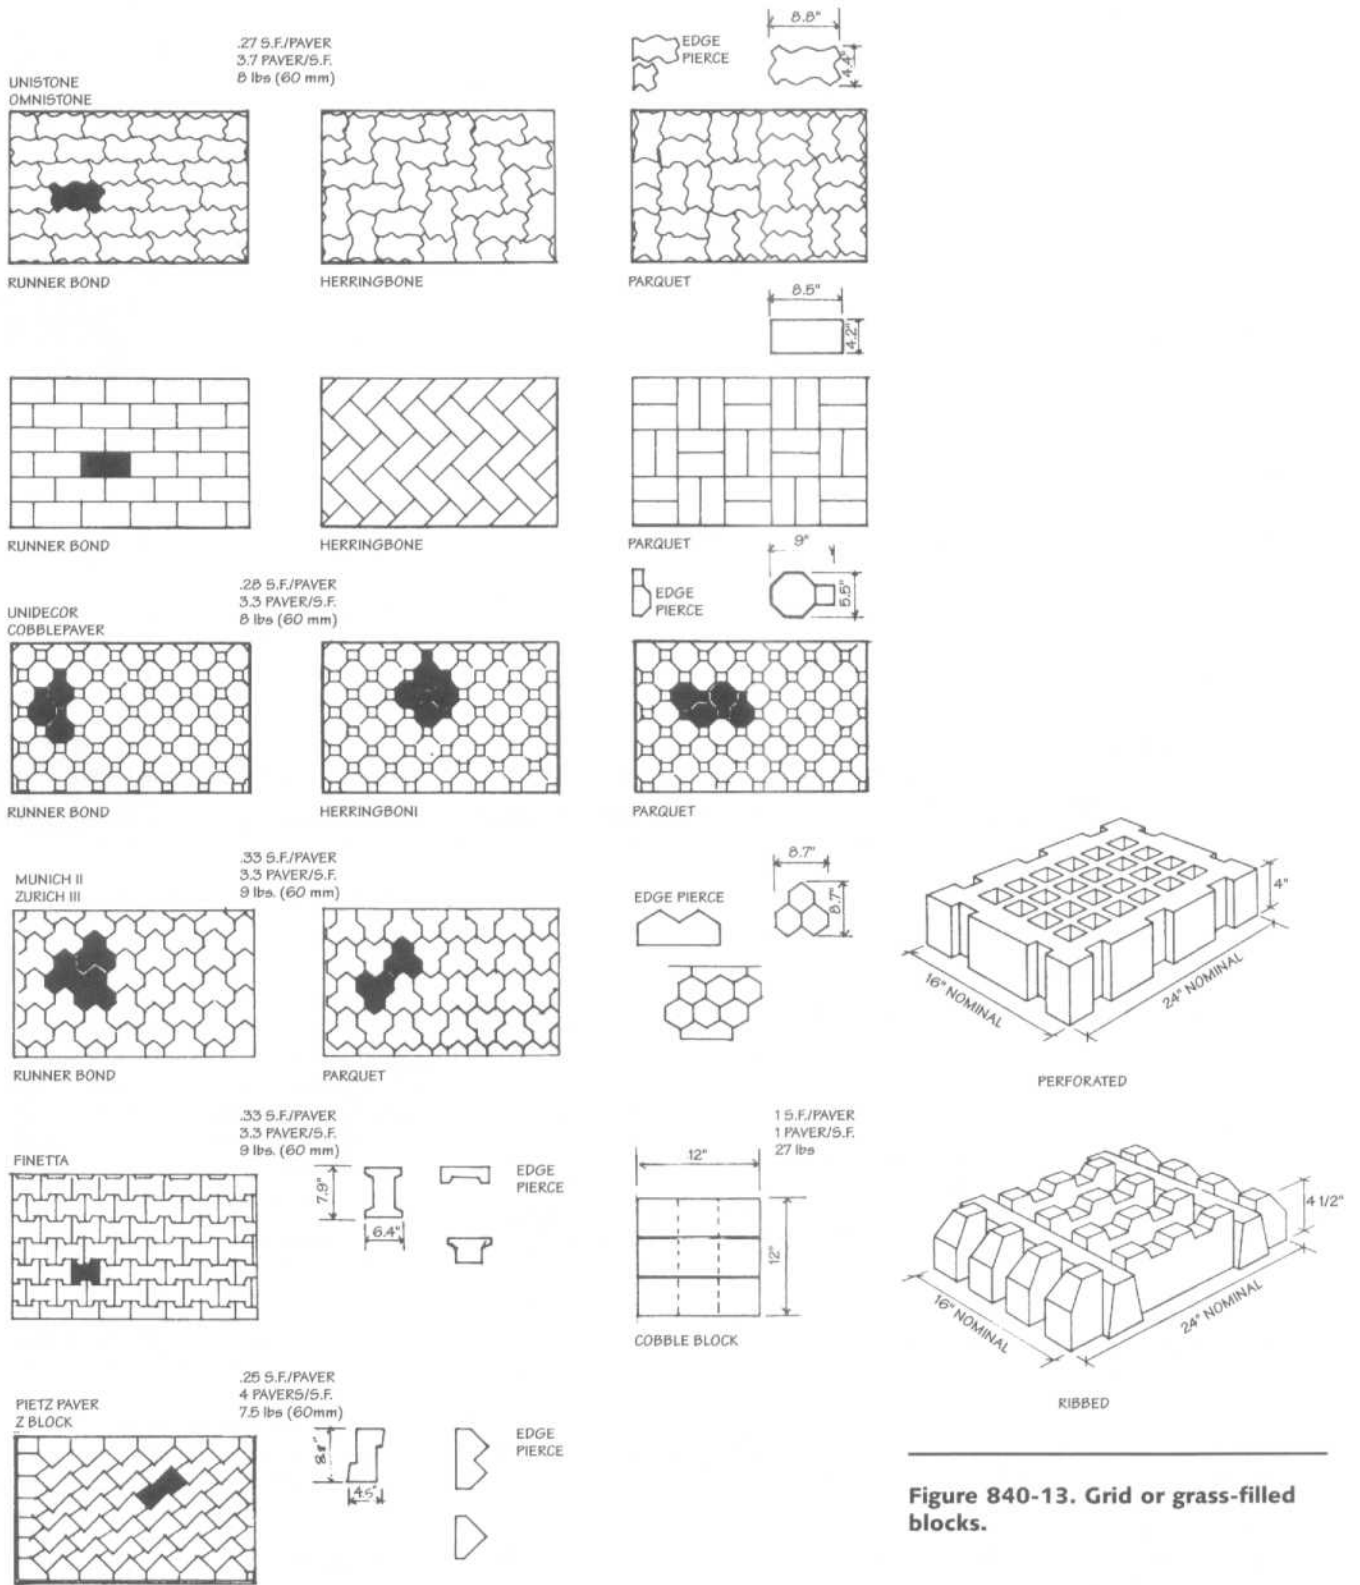 .27 S.F./PAVER
3.7 PAVER/S.F.
8 lbs (60 mm)
UNISTONE
OMNISTONE
EDGE
PIERCE
8.8"
4.4"
RUNNER BOND
HERRINGBONE
PARQUET
8.5"
4.2"
RUNNER BOND
HERRINGBONE
PARQUET
.28 S.F./PAVER
3.3 PAVER/S.F.
8 lbs (60 mm)
UNIDECOR
COBBLEPAVER
EDGE
PIERCE
9"
5.5"
RUNNER BOND
HERRINGBONI
PARQUET
.33 S.F./PAVER
3.3 PAVER/S.F.
9 lbs. (60 mm)
MUNICH II
ZURICH III
EDGE PIERCE
8.7"
8.7"
RUNNER BOND
PARQUET
4"
16" NOMINAL
24" NOMINAL
PERFORATED
.33 S.F./PAVER
3.3 PAVER/S.F.
9 lbs. (60 mm)
FINETTA
7.9"
6.4"
EDGE
PIERCE
1 S.F./PAVER
1 PAVER/S.F.
27 lbs
12"
12"
COBBLE BLOCK
4 1/2"
16" NOMINAL
24" NOMINAL
RIBBED
.25 S.F./PAVER
4 PAVERS/S.F.
7.5 lbs (60mm)
PIETZ PAVER
Z BLOCK
8.8"
4.5"
EDGE
PIERCE
Figure 840-13. Grid or grass-filled
blocks.